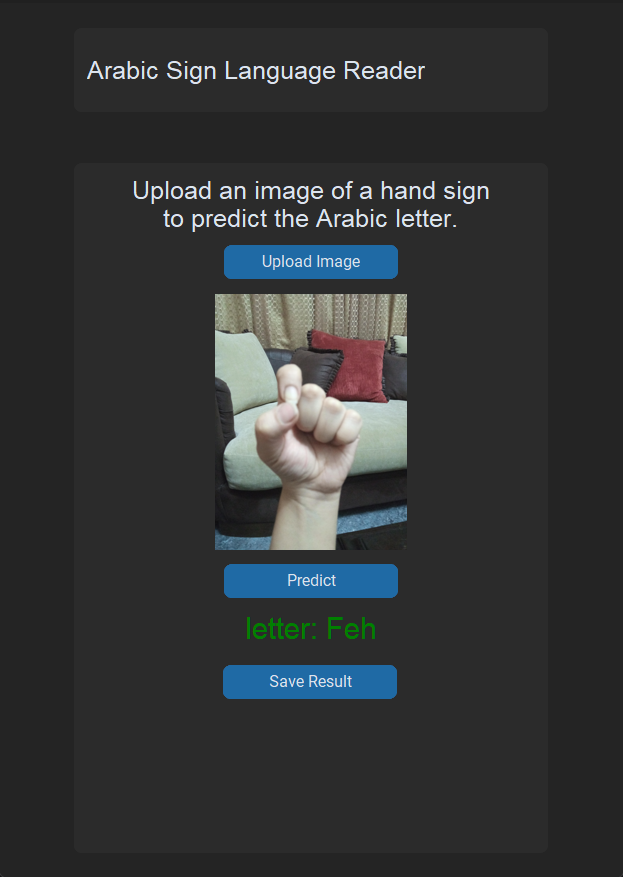 Arabic Sign Language Reader
Upload an image of a hand sign
to predict the Arabic letter.
Upload Image
Predict
letter: Feh
Save Result